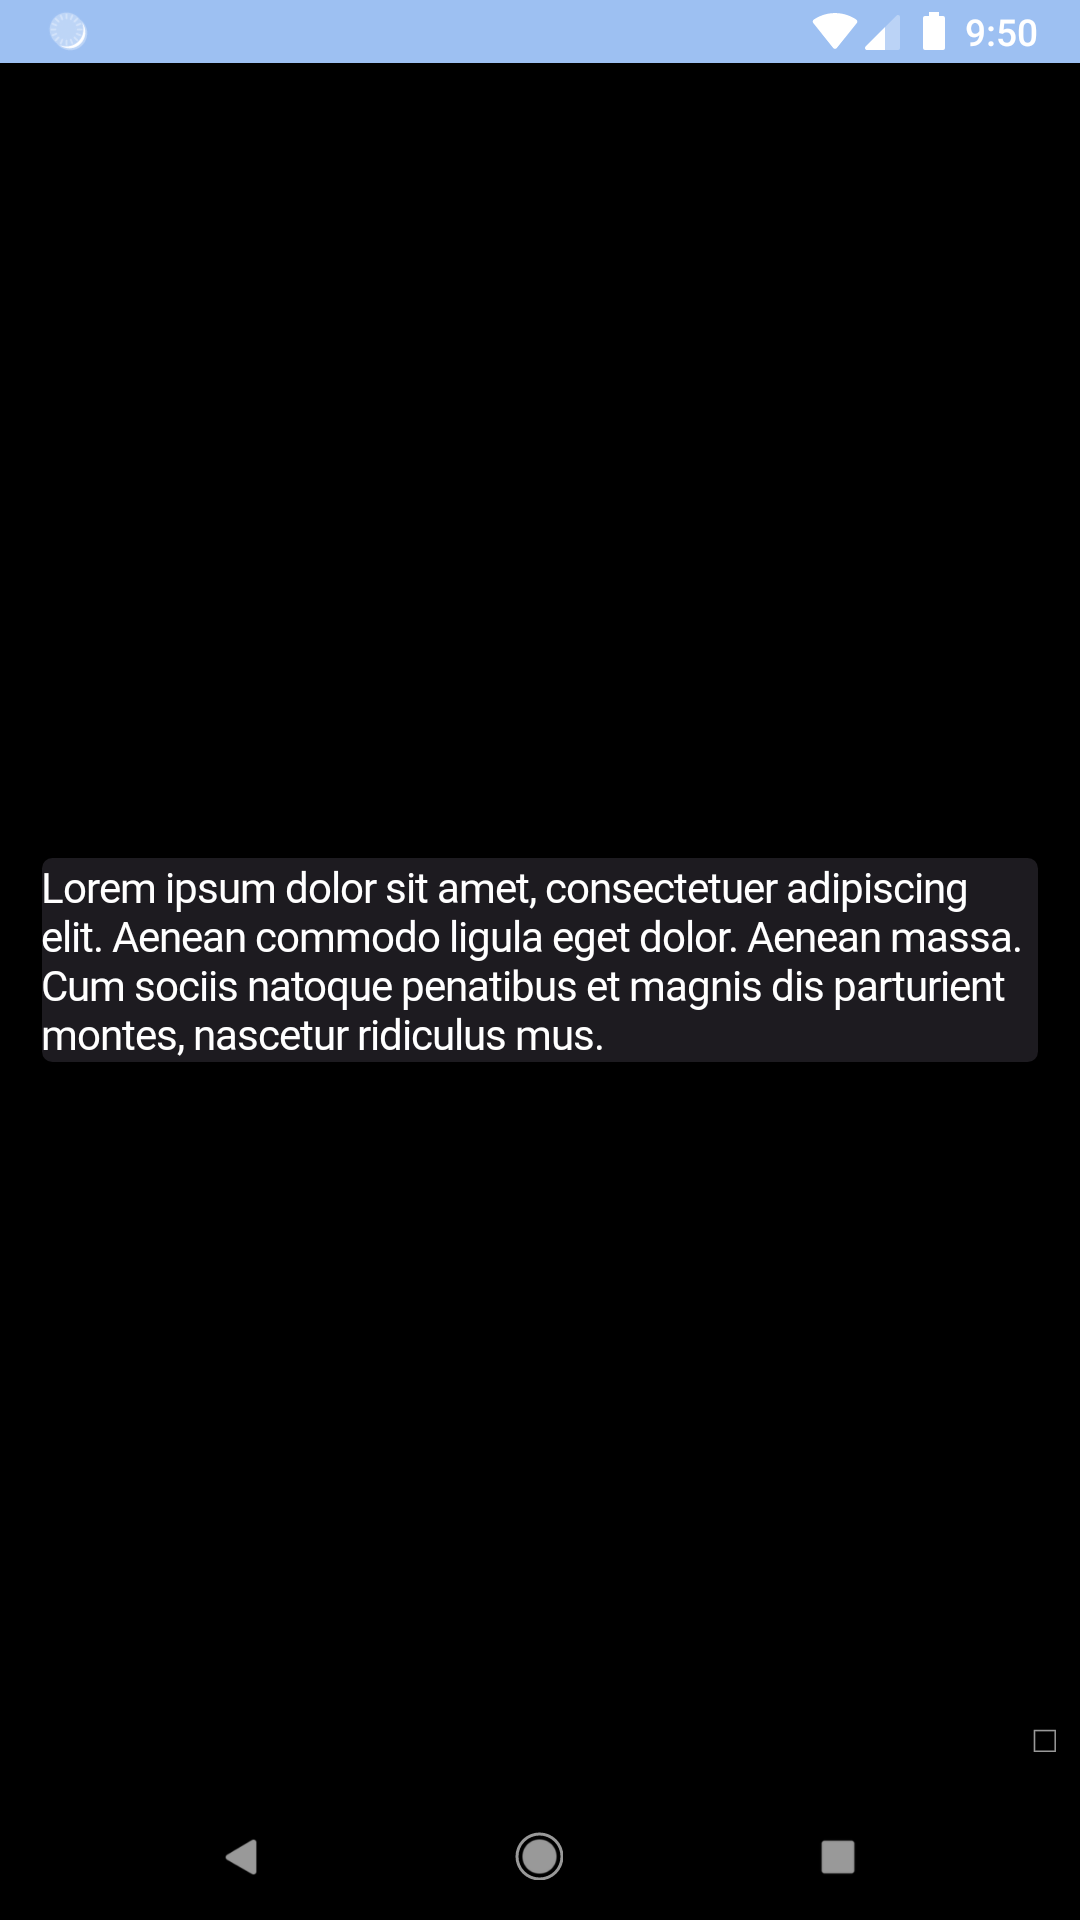 9:50
Lorem ipsum dolor sit amet, consectetuer adipiscing
elit. Aenean commodo ligula eget dolor. Aenean massa.
Cum sociis natoque penatibus et magnis dis parturient
montes, nascetur ridiculus mus.